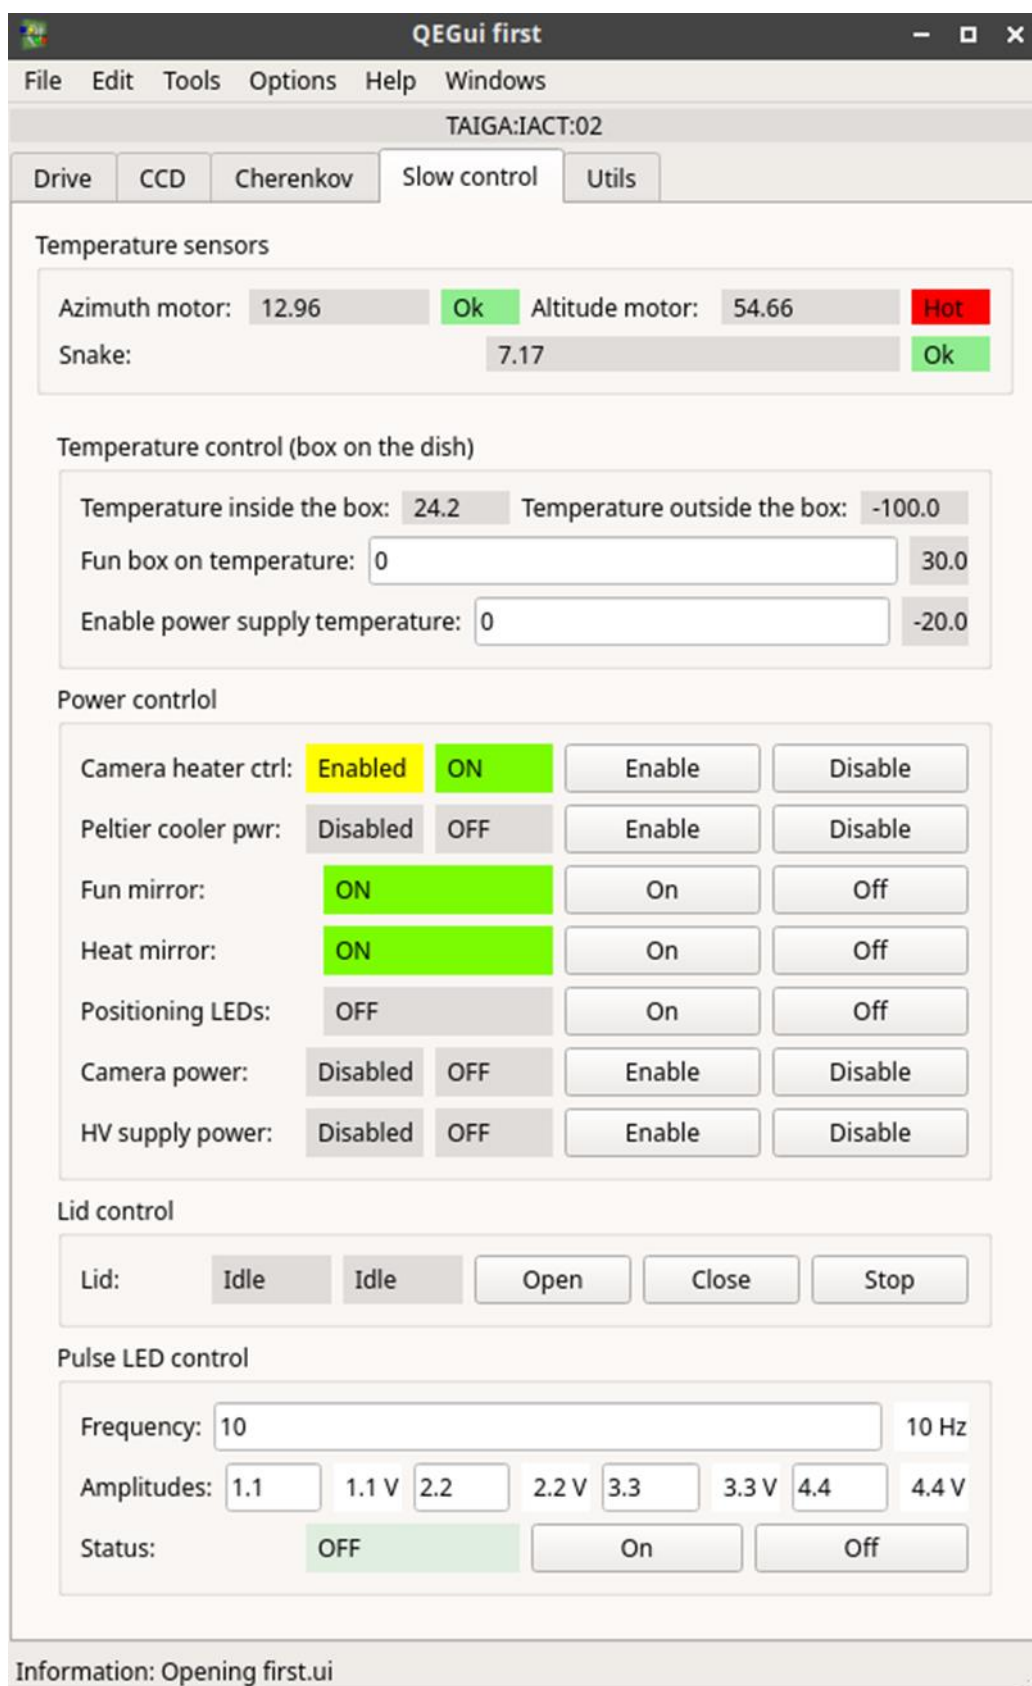 QEGui first
File Edit Tools Options Help Windows
TAIGA:IACT:02
Drive CCD Cherenkov Slow control Utils
Temperature sensors
Azimuth motor: 12.96 Ok Altitude motor: 54.66 Hot
Snake: 7.17 Ok
Temperature control (box on the dish)
Temperature inside the box: 24.2 Temperature outside the box: -100.0
Fun box on temperature: 0 30.0
Enable power supply temperature: 0 -20.0
Power contrlol
Camera heater ctrl: Enabled ON Enable Disable
Peltier cooler pwr: Disabled OFF Enable Disable
Fun mirror: ON On Off
Heat mirror: ON On Off
Positioning LEDs: OFF On Off
Camera power: Disabled OFF Enable Disable
HV supply power: Disabled OFF Enable Disable
Lid control
Lid: Idle Idle Open Close Stop
Pulse LED control
Frequency: 10 10 Hz
Amplitudes: 1.1 1.1 V 2.2 2.2 V 3.3 3.3 V 4.4 4.4 V
Status: OFF On Off
Information: Opening first.ui